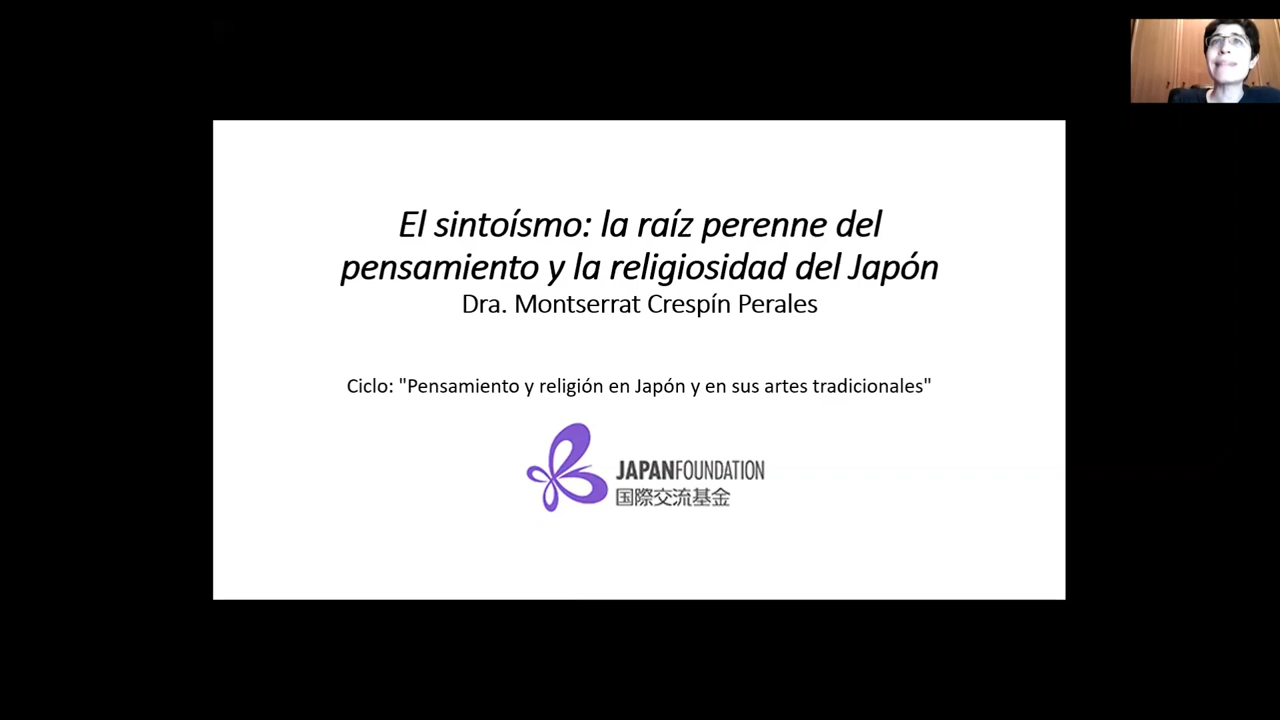 El sintoísmo: la raíz perenne del
pensamiento y la religiosidad del Japón
Dra. Montserrat Crespín Perales
Ciclo: "Pensamiento y religión en Japón y en sus artes tradicionales"
JAPANFOUNDATION
国際交流基金